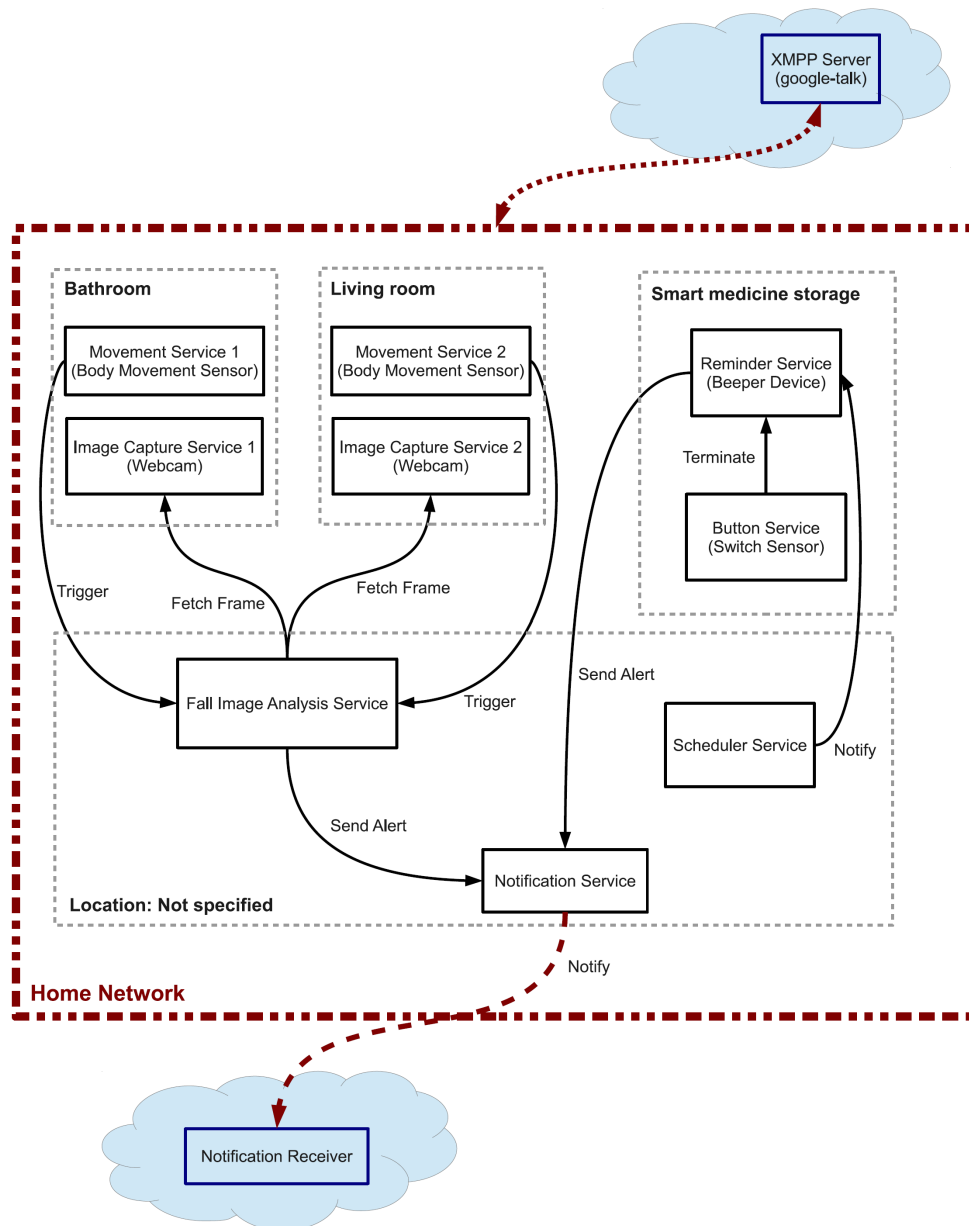 XMPP Server
(google-talk)
Bathroom
Living room
Smart medicine storage
Movement Service 1
(Body Movement Sensor)
Movement Service 2
(Body Movement Sensor)
Reminder Service
(Beeper Device)
Image Capture Service 1
(Webcam)
Image Capture Service 2
(Webcam)
Terminate
Button Service
(Switch Sensor)
Trigger
Fetch Frame
Fetch Frame
Fall Image Analysis Service
Trigger
Send Alert
Scheduler Service
Notify
Send Alert
Notification Service
Location: Not specified
Notify
Home Network
Notification Receiver